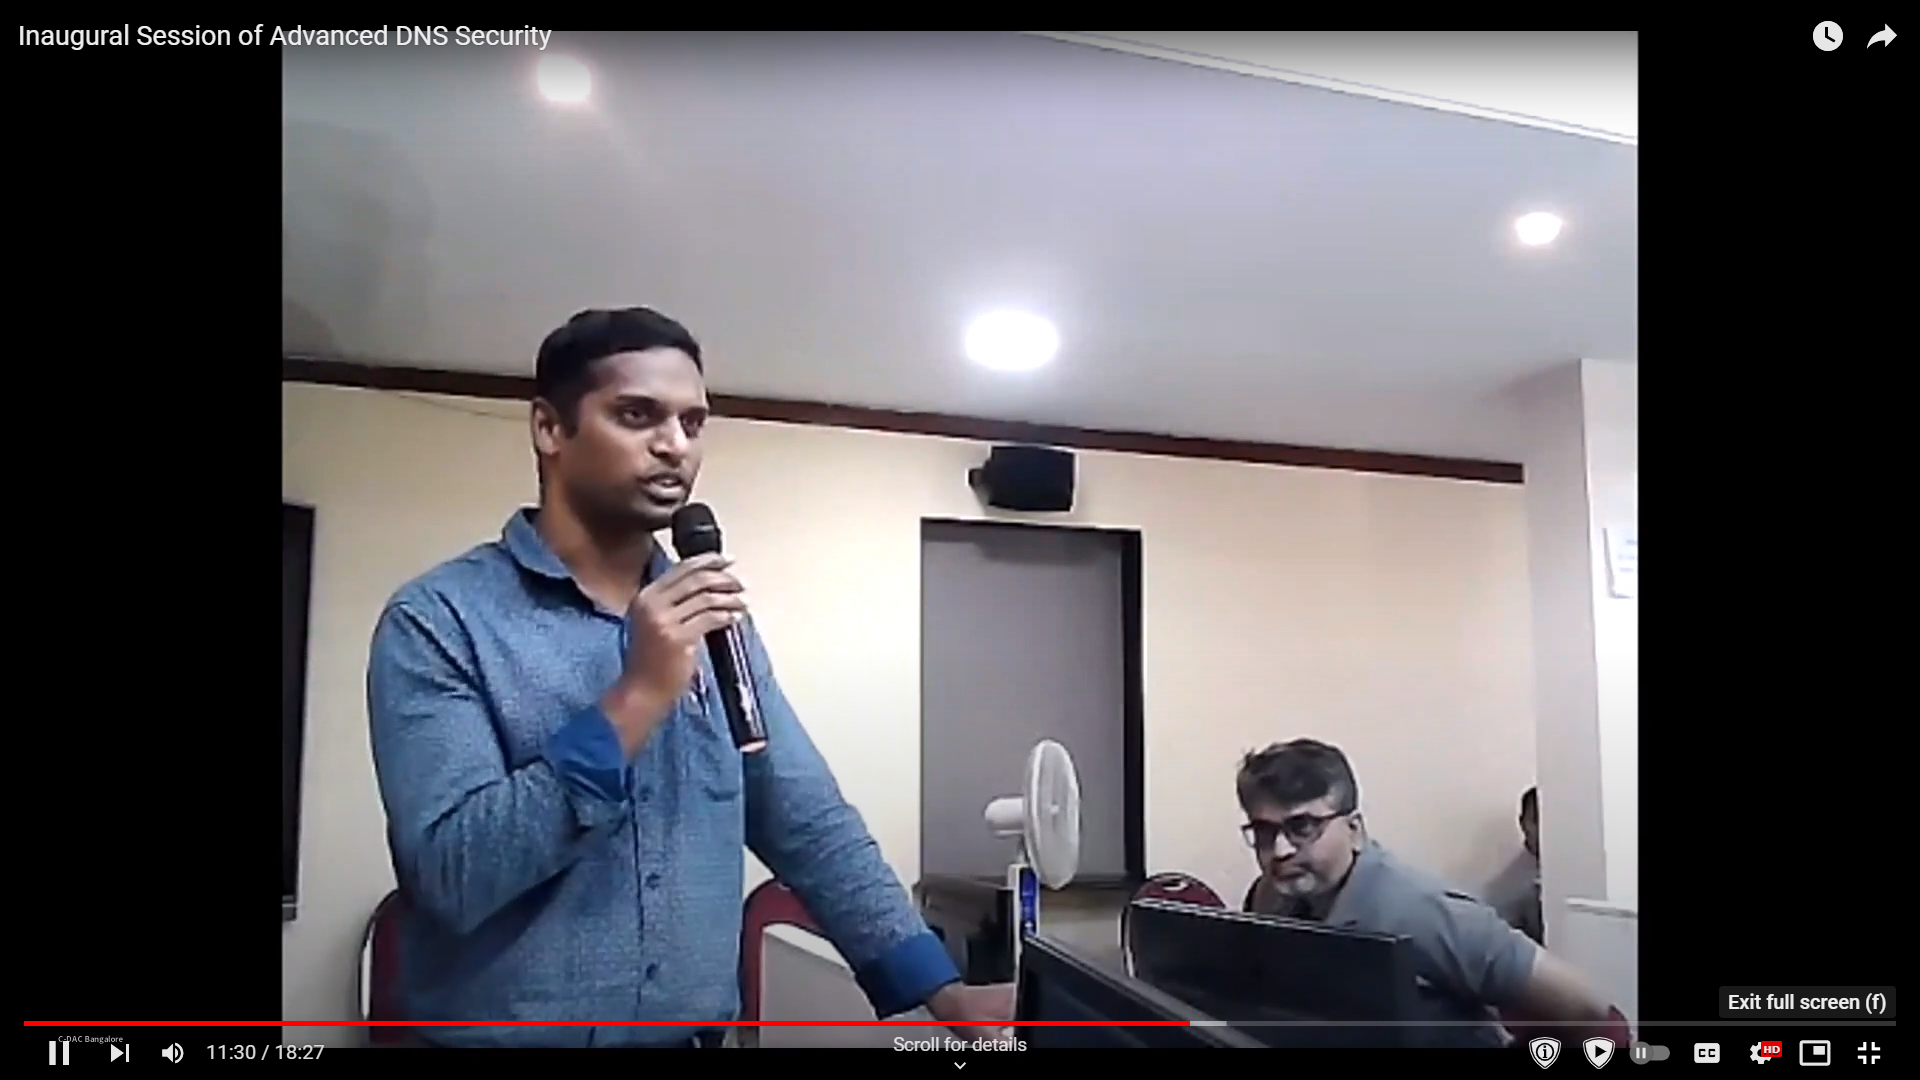 Inaugural Session of Advanced DNS Security
Exit full screen (f)
C-DAC Bangalore
11:30 / 18:27
Scroll for details
CC
HD